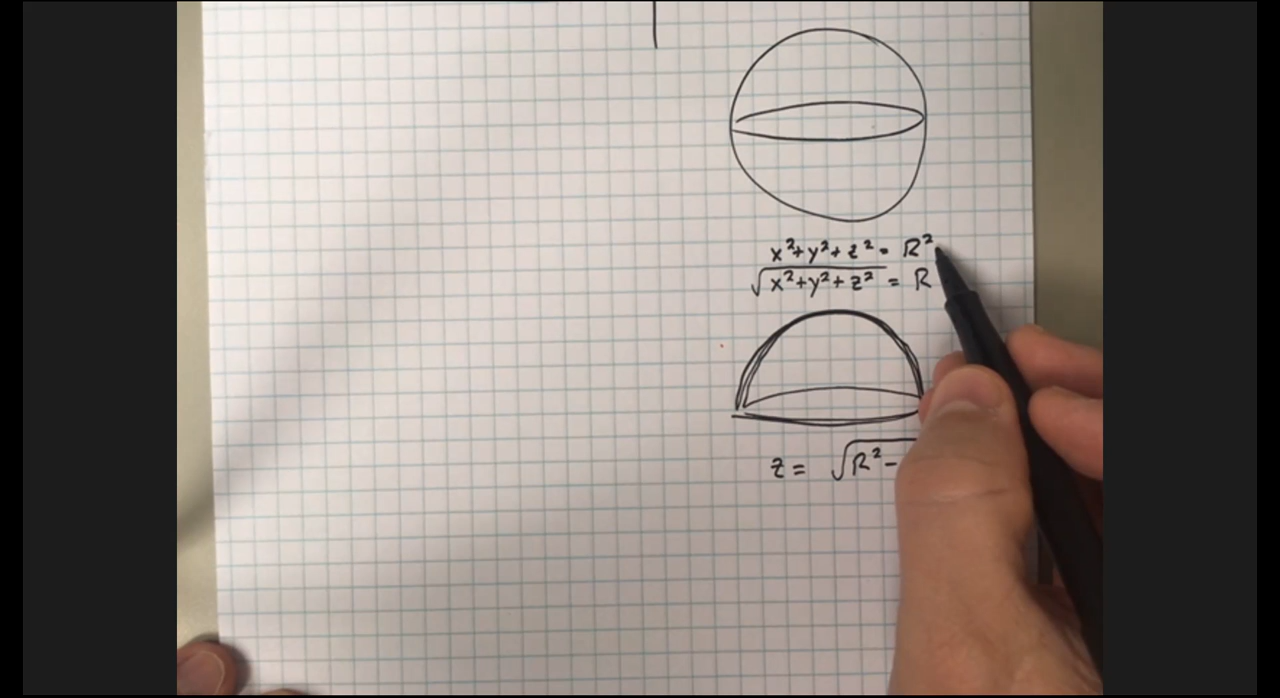 x²+y²+z² = R²
√x²+y²+z² = R
z = √R²−